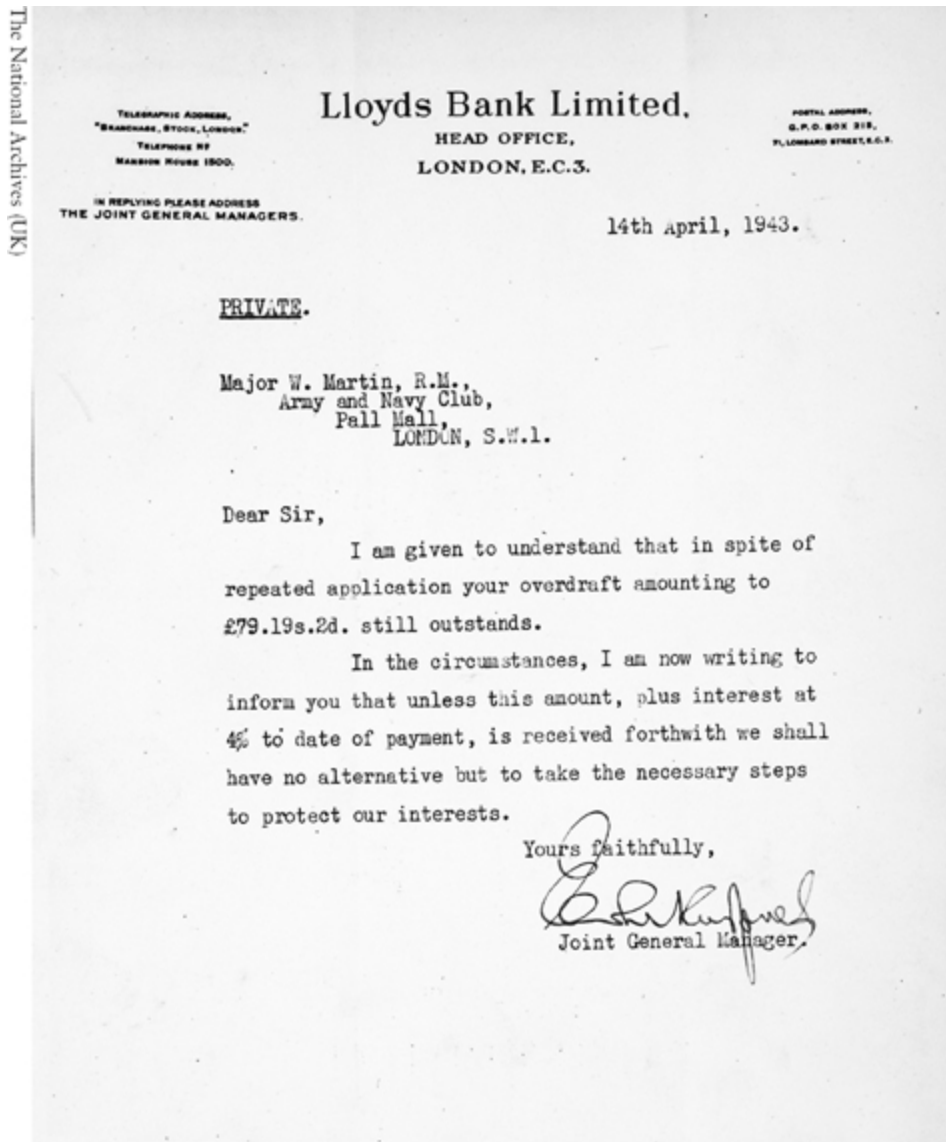 The National Archives (UK)
TELEGRAPHIC ADDRESS,
"BRANCHAGE, STOCK, LONDON."
TELEPHONE Nº
MANSION HOUSE 1500.
Lloyds Bank Limited,
HEAD OFFICE,
LONDON, E.C.3.
POSTAL ADDRESS,
G.P.O. BOX 215,
71, LOMBARD STREET, E.C.3.
IN REPLYING PLEASE ADDRESS
THE JOINT GENERAL MANAGERS.
14th April, 1943.
PRIVATE.
Major W. Martin, R.M.,
Army and Navy Club,
Pall Mall,
LONDON, S.W.1.
Dear Sir,
I am given to understand that in spite of
repeated application your overdraft amounting to
£79.19s.2d. still outstands.
In the circumstances, I am now writing to
inform you that unless this amount, plus interest at
4% to date of payment, is received forthwith we shall
have no alternative but to take the necessary steps
to protect our interests.
Yours faithfully,
Joint General Manager.